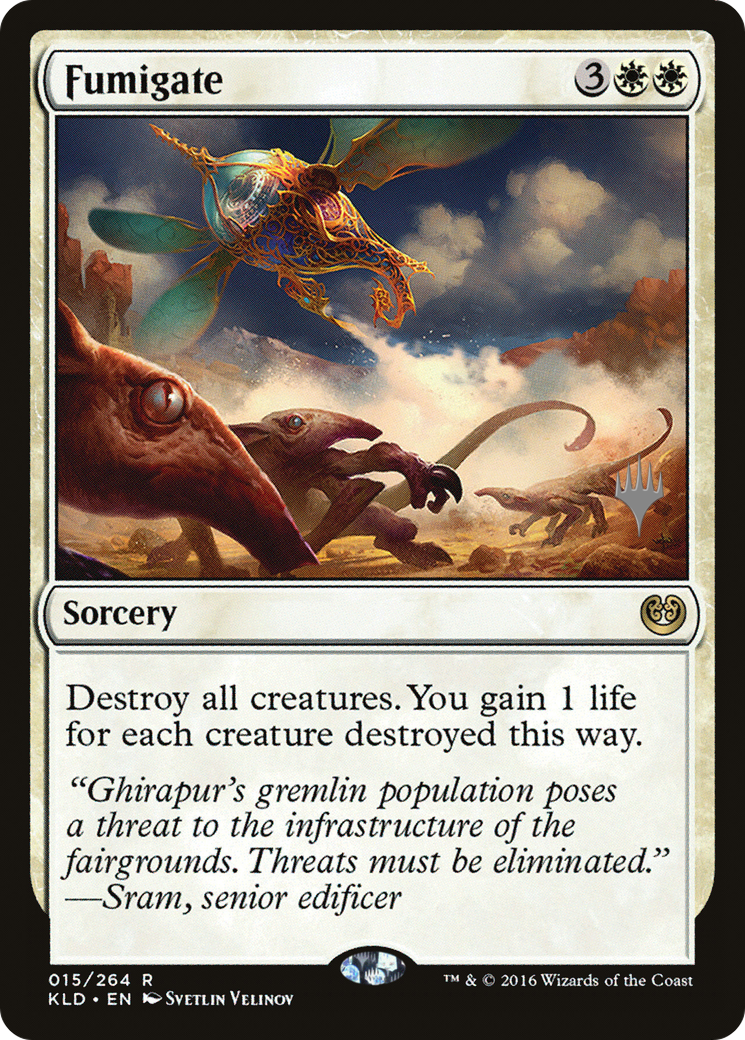 Fumigate
3
Sorcery
Destroy all creatures. You gain 1 life
for each creature destroyed this way.
“Ghirapur’s gremlin population poses
a threat to the infrastructure of the
fairgrounds. Threats must be eliminated.”
—Sram, senior edificer
015/264 R
™ & © 2016 Wizards of the Coast
KLD • EN Svetlin Velinov